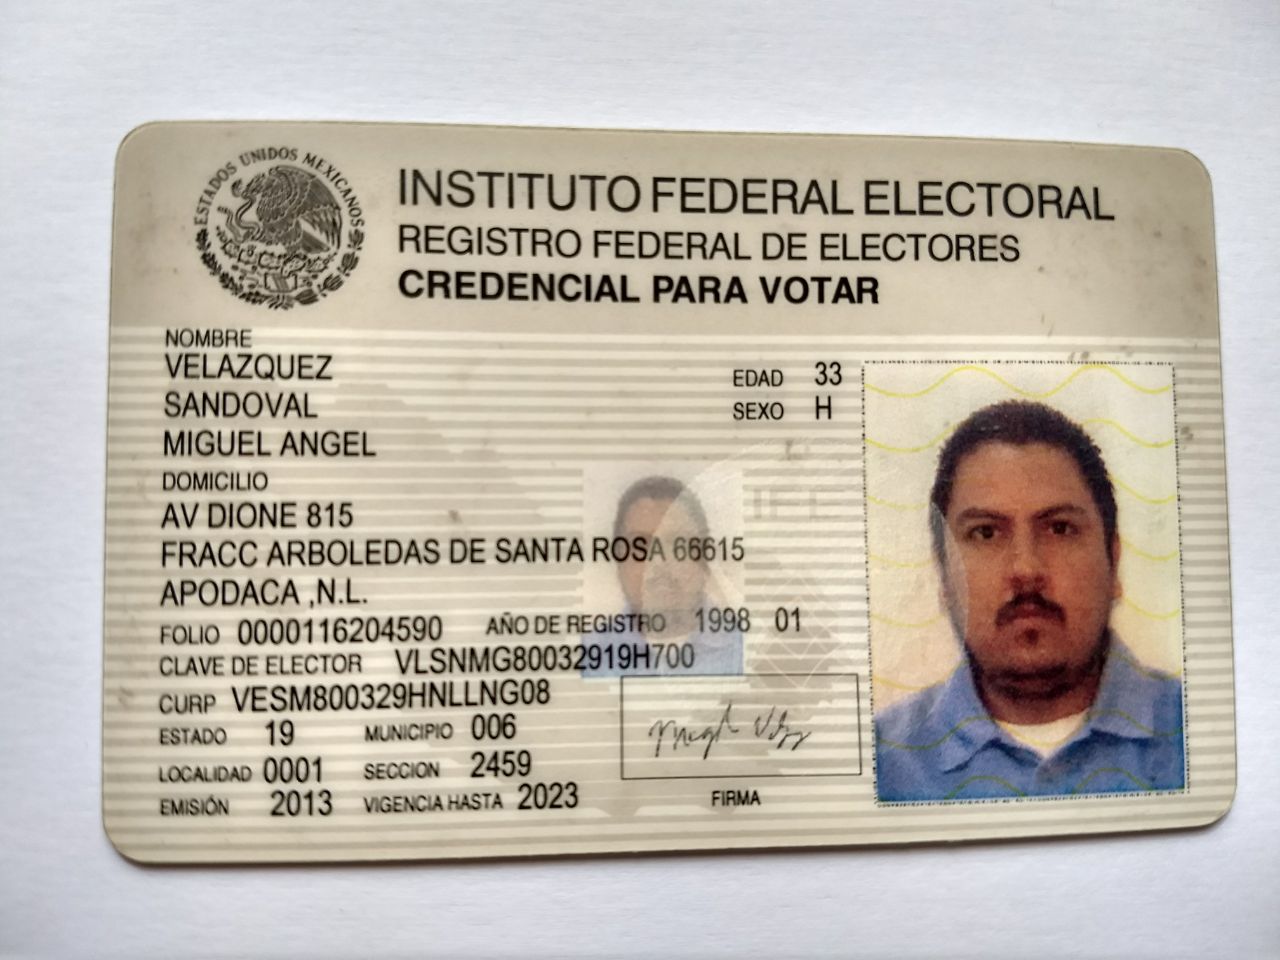 ESTADOS UNIDOS MEXICANOS
INSTITUTO FEDERAL ELECTORAL
REGISTRO FEDERAL DE ELECTORES
CREDENCIAL PARA VOTAR
NOMBRE
VELAZQUEZ
SANDOVAL
MIGUEL ANGEL
EDAD 33
SEXO H
DOMICILIO
AV DIONE 815
FRACC ARBOLEDAS DE SANTA ROSA 66615
APODACA ,N.L.
IFE
FOLIO 0000116204590 AÑO DE REGISTRO 1998 01
CLAVE DE ELECTOR VLSNMG80032919H700
CURP VESM800329HNLLNG08
ESTADO 19 MUNICIPIO 006
LOCALIDAD 0001 SECCION 2459
EMISIÓN 2013 VIGENCIA HASTA 2023
FIRMA